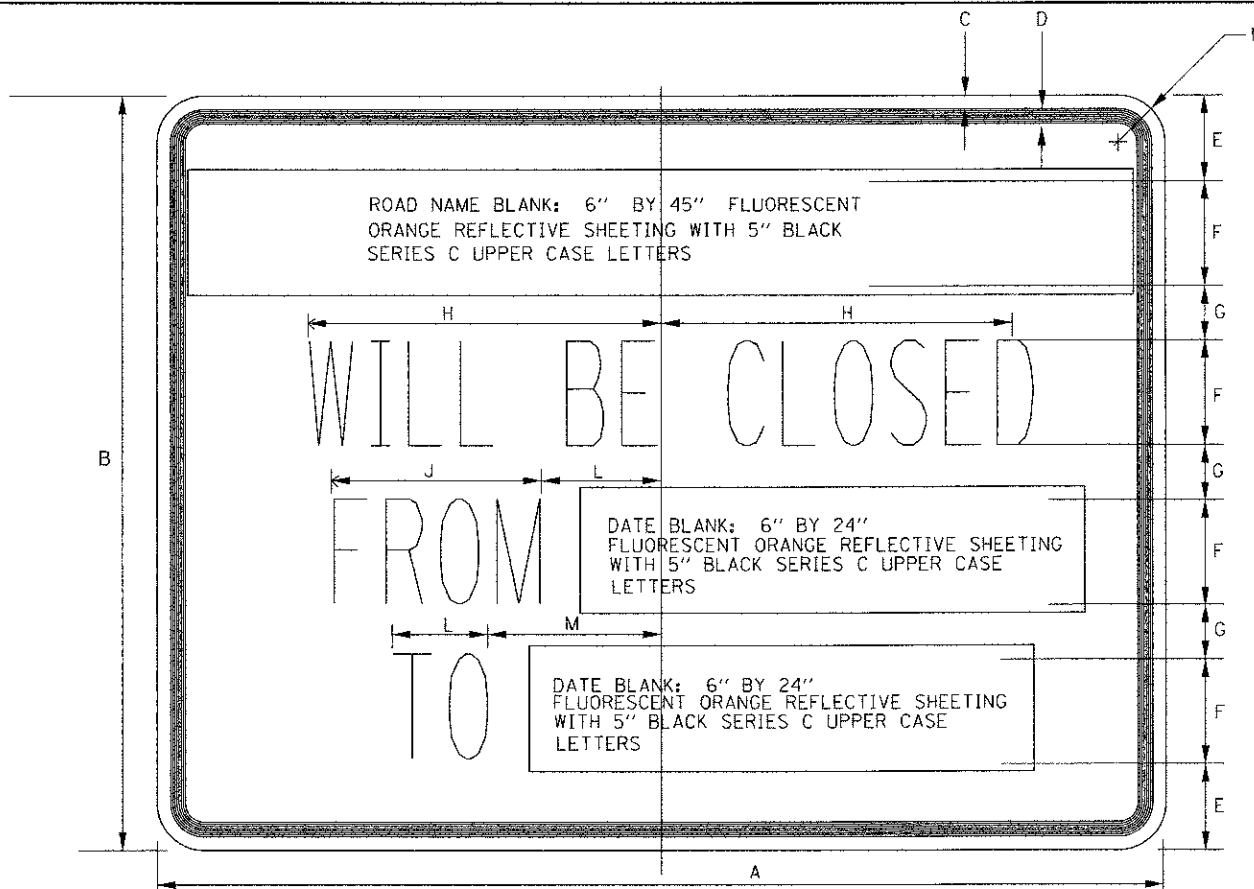 C D
E
ROAD NAME BLANK: 6" BY 45" FLUORESCENT
ORANGE REFLECTIVE SHEETING WITH 5" BLACK
SERIES C UPPER CASE LETTERS
F
H H G
WILL BE CLOSED F
B
J L G
FROM
DATE BLANK: 6" BY 24"
FLUORESCENT ORANGE REFLECTIVE SHEETING
WITH 5" BLACK SERIES C UPPER CASE
LETTERS
F
L M G
TO
DATE BLANK: 6" BY 24"
FLUORESCENT ORANGE REFLECTIVE SHEETING
WITH 5" BLACK SERIES C UPPER CASE
LETTERS
F
E
A